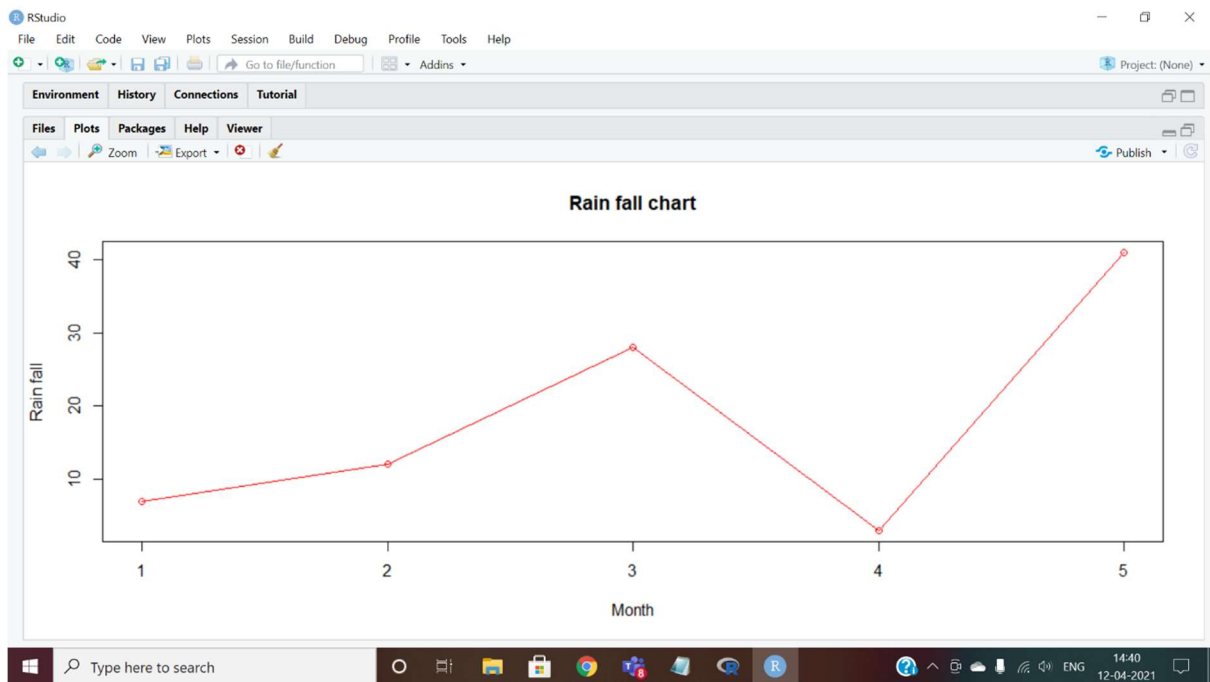 RStudio
File Edit Code View Plots Session Build Debug Profile Tools Help
Go to file/function Addins Project: (None)
Environment History Connections Tutorial
Files Plots Packages Help Viewer
Zoom Export Publish
Rain fall chart
Rain fall
40
30
20
10
1 2 3 4 5
Month
Type here to search
8
R
ENG
14:40
12-04-2021